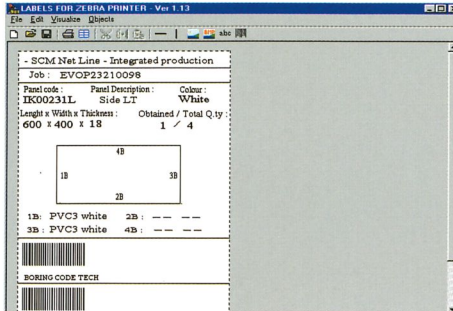 LABELS FOR ZEBRA PRINTER - Ver 1.13
File Edit Visualize Objects
abc
- SCM Net Line - Integrated production
Job : EVOP23210098
Panel code : Panel Description : Colour :
IK00231L Side LT White
Lenght x Width x Thickness : Obtained / Total Q.ty :
600 x 400 x 18 1 / 4
4B
1B 3B
2B
1B: PVC3 white 2B : -- --
3B : PVC3 white 4B : -- --
BORING CODE TECH